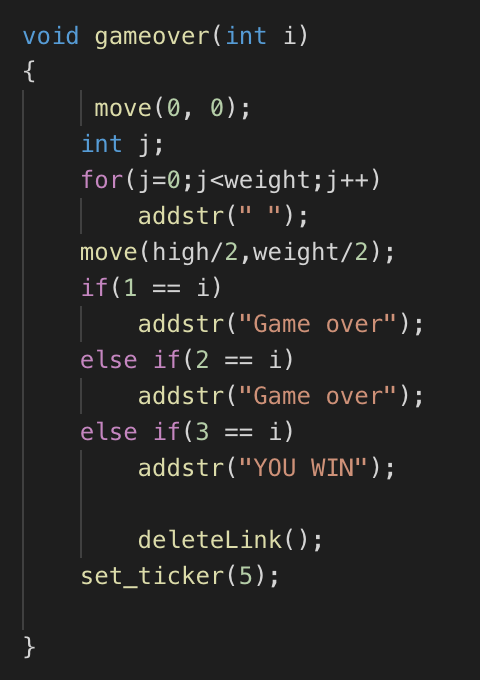 void gameover(int i)
{
     move(0, 0);
    int j;
    for(j=0;j<weight;j++)
        addstr(" ");
    move(high/2,weight/2);
    if(1 == i)
        addstr("Game over");
    else if(2 == i)
        addstr("Game over");
    else if(3 == i)
        addstr("YOU WIN");

        deleteLink();
    set_ticker(5);

}